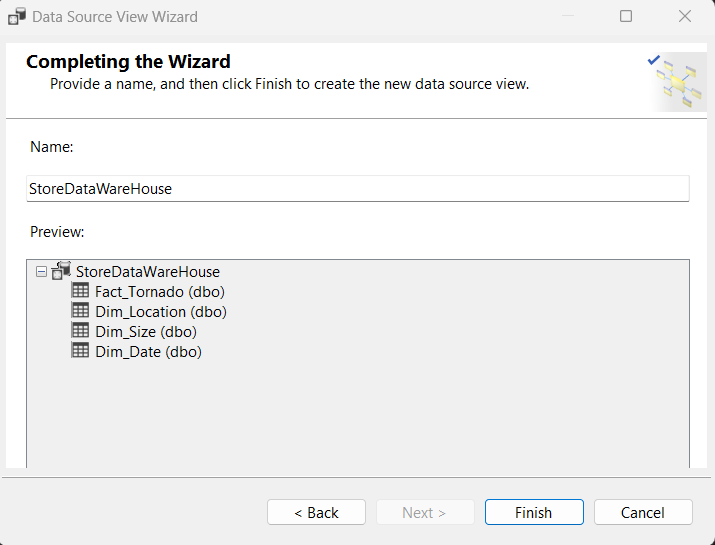 Data Source View Wizard
Completing the Wizard
Provide a name, and then click Finish to create the new data source view.
Name:
StoreDataWareHouse
Preview:
StoreDataWareHouse
Fact_Tornado (dbo)
Dim_Location (dbo)
Dim_Size (dbo)
Dim_Date (dbo)
< Back Next > Finish Cancel